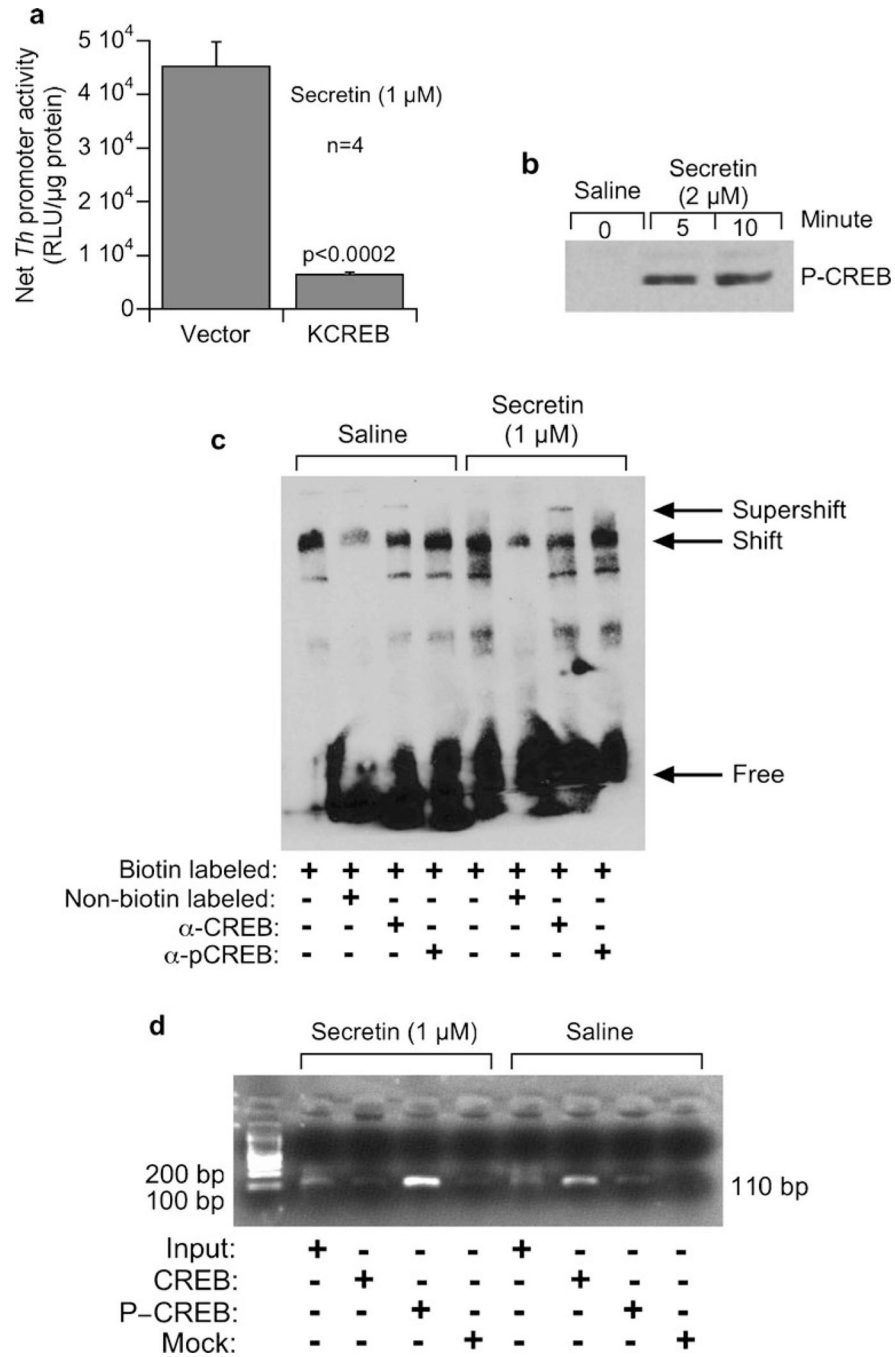 a
Net Th promoter activity
(RLU/µg protein)
5 10⁴
4 10⁴
3 10⁴
2 10⁴
1 10⁴
0
Secretin (1 µM)
n=4
p<0.0002
Vector KCREB
b
Saline Secretin
(2 µM)
0 5 10 Minute
P-CREB
c
Saline Secretin
(1 µM)
Supershift
Shift
Free
Biotin labeled: + + + + + + + +
Non-biotin labeled: - + - - - + - -
α-CREB: - - + - - - + -
α-pCREB: - - - + - - - +
d
Secretin (1 µM) Saline
200 bp
100 bp
110 bp
Input: + - - - + - - -
CREB: - + - - - + - -
P–CREB: - - + - - - + -
Mock: - - - + - - - +